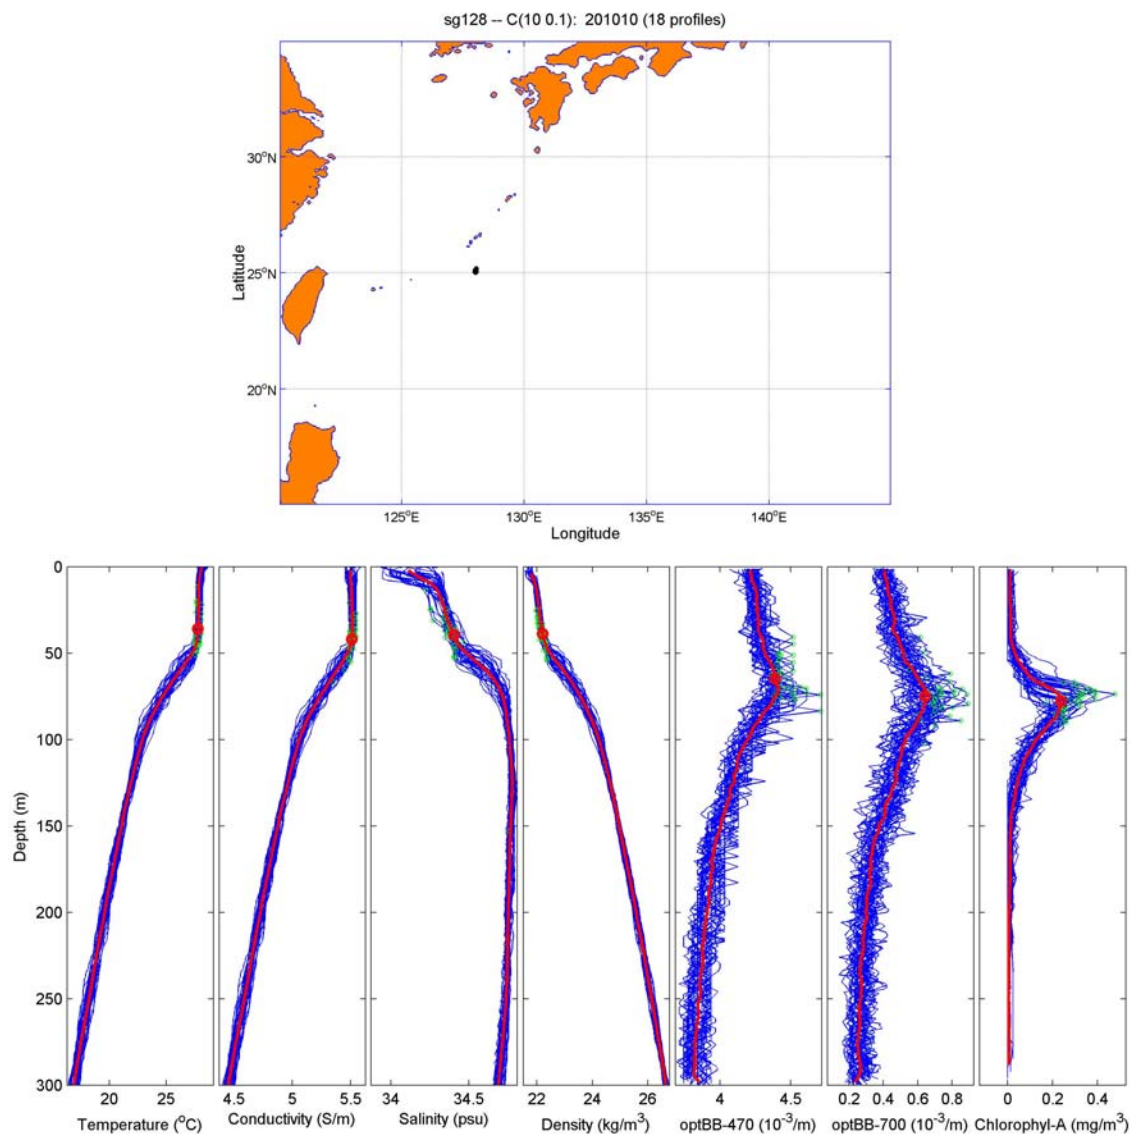 sg128 -- C(10 0.1): 201010 (18 profiles)
30°N
25°N
20°N
Latitude
125°E 130°E 135°E 140°E
Longitude
0
50
100
150
200
250
300
Depth (m)
20 25
4.5 5 5.5
34 34.5
22 24 26
4 4.5
0.2 0.4 0.6 0.8
0 0.2 0.4
Temperature (°C)
Conductivity (S/m)
Salinity (psu)
Density (kg/m³)
optBB-470 (10⁻³/m)
optBB-700 (10⁻³/m)
Chlorophyl-A (mg/m³)